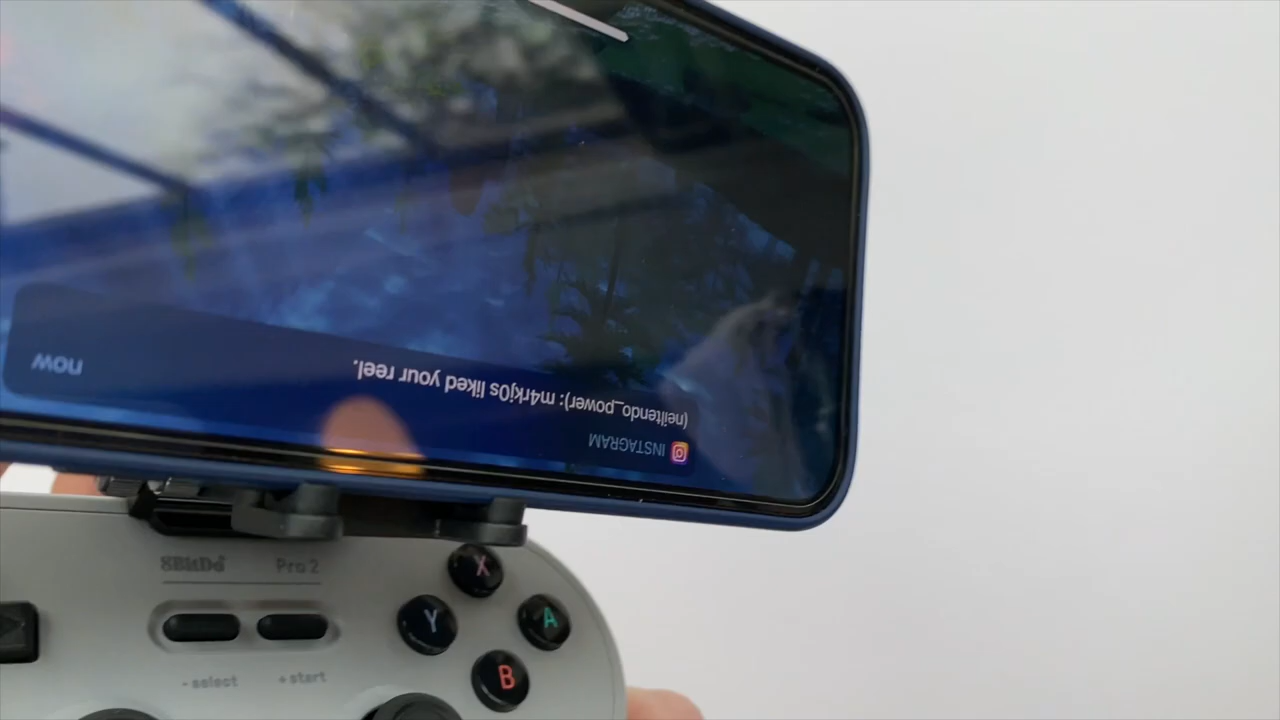 INSTAGRAM
now
(neiltendo_power): m4rkj0s liked your reel.
8BitDo Pro 2
X
Y
A
B
- select + start